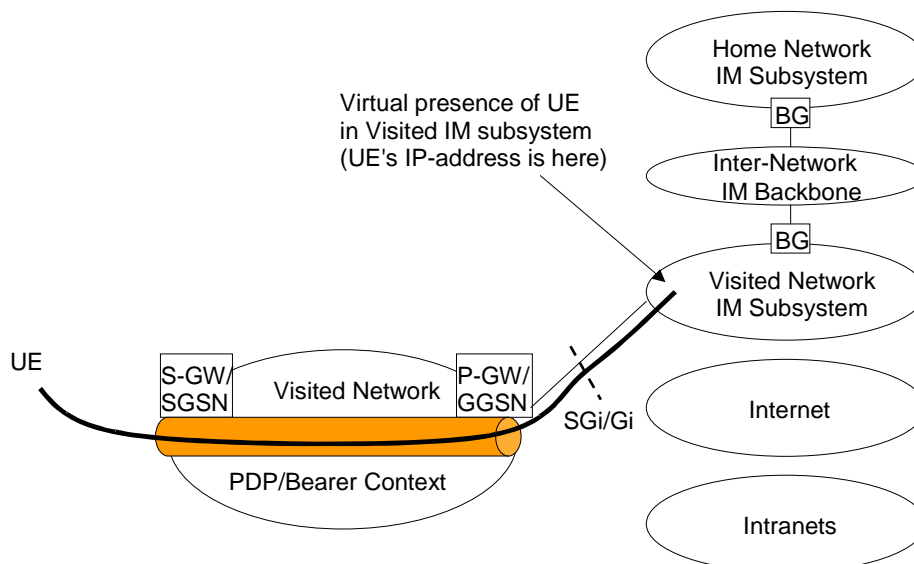 Home Network
IM Subsystem
BG
Virtual presence of UE
in Visited IM subsystem
(UE's IP-address is here)
Inter-Network
IM Backbone
BG
Visited Network
IM Subsystem
UE
S-GW/
SGSN
Visited Network
P-GW/
GGSN
SGi/Gi
Internet
PDP/Bearer Context
Intranets